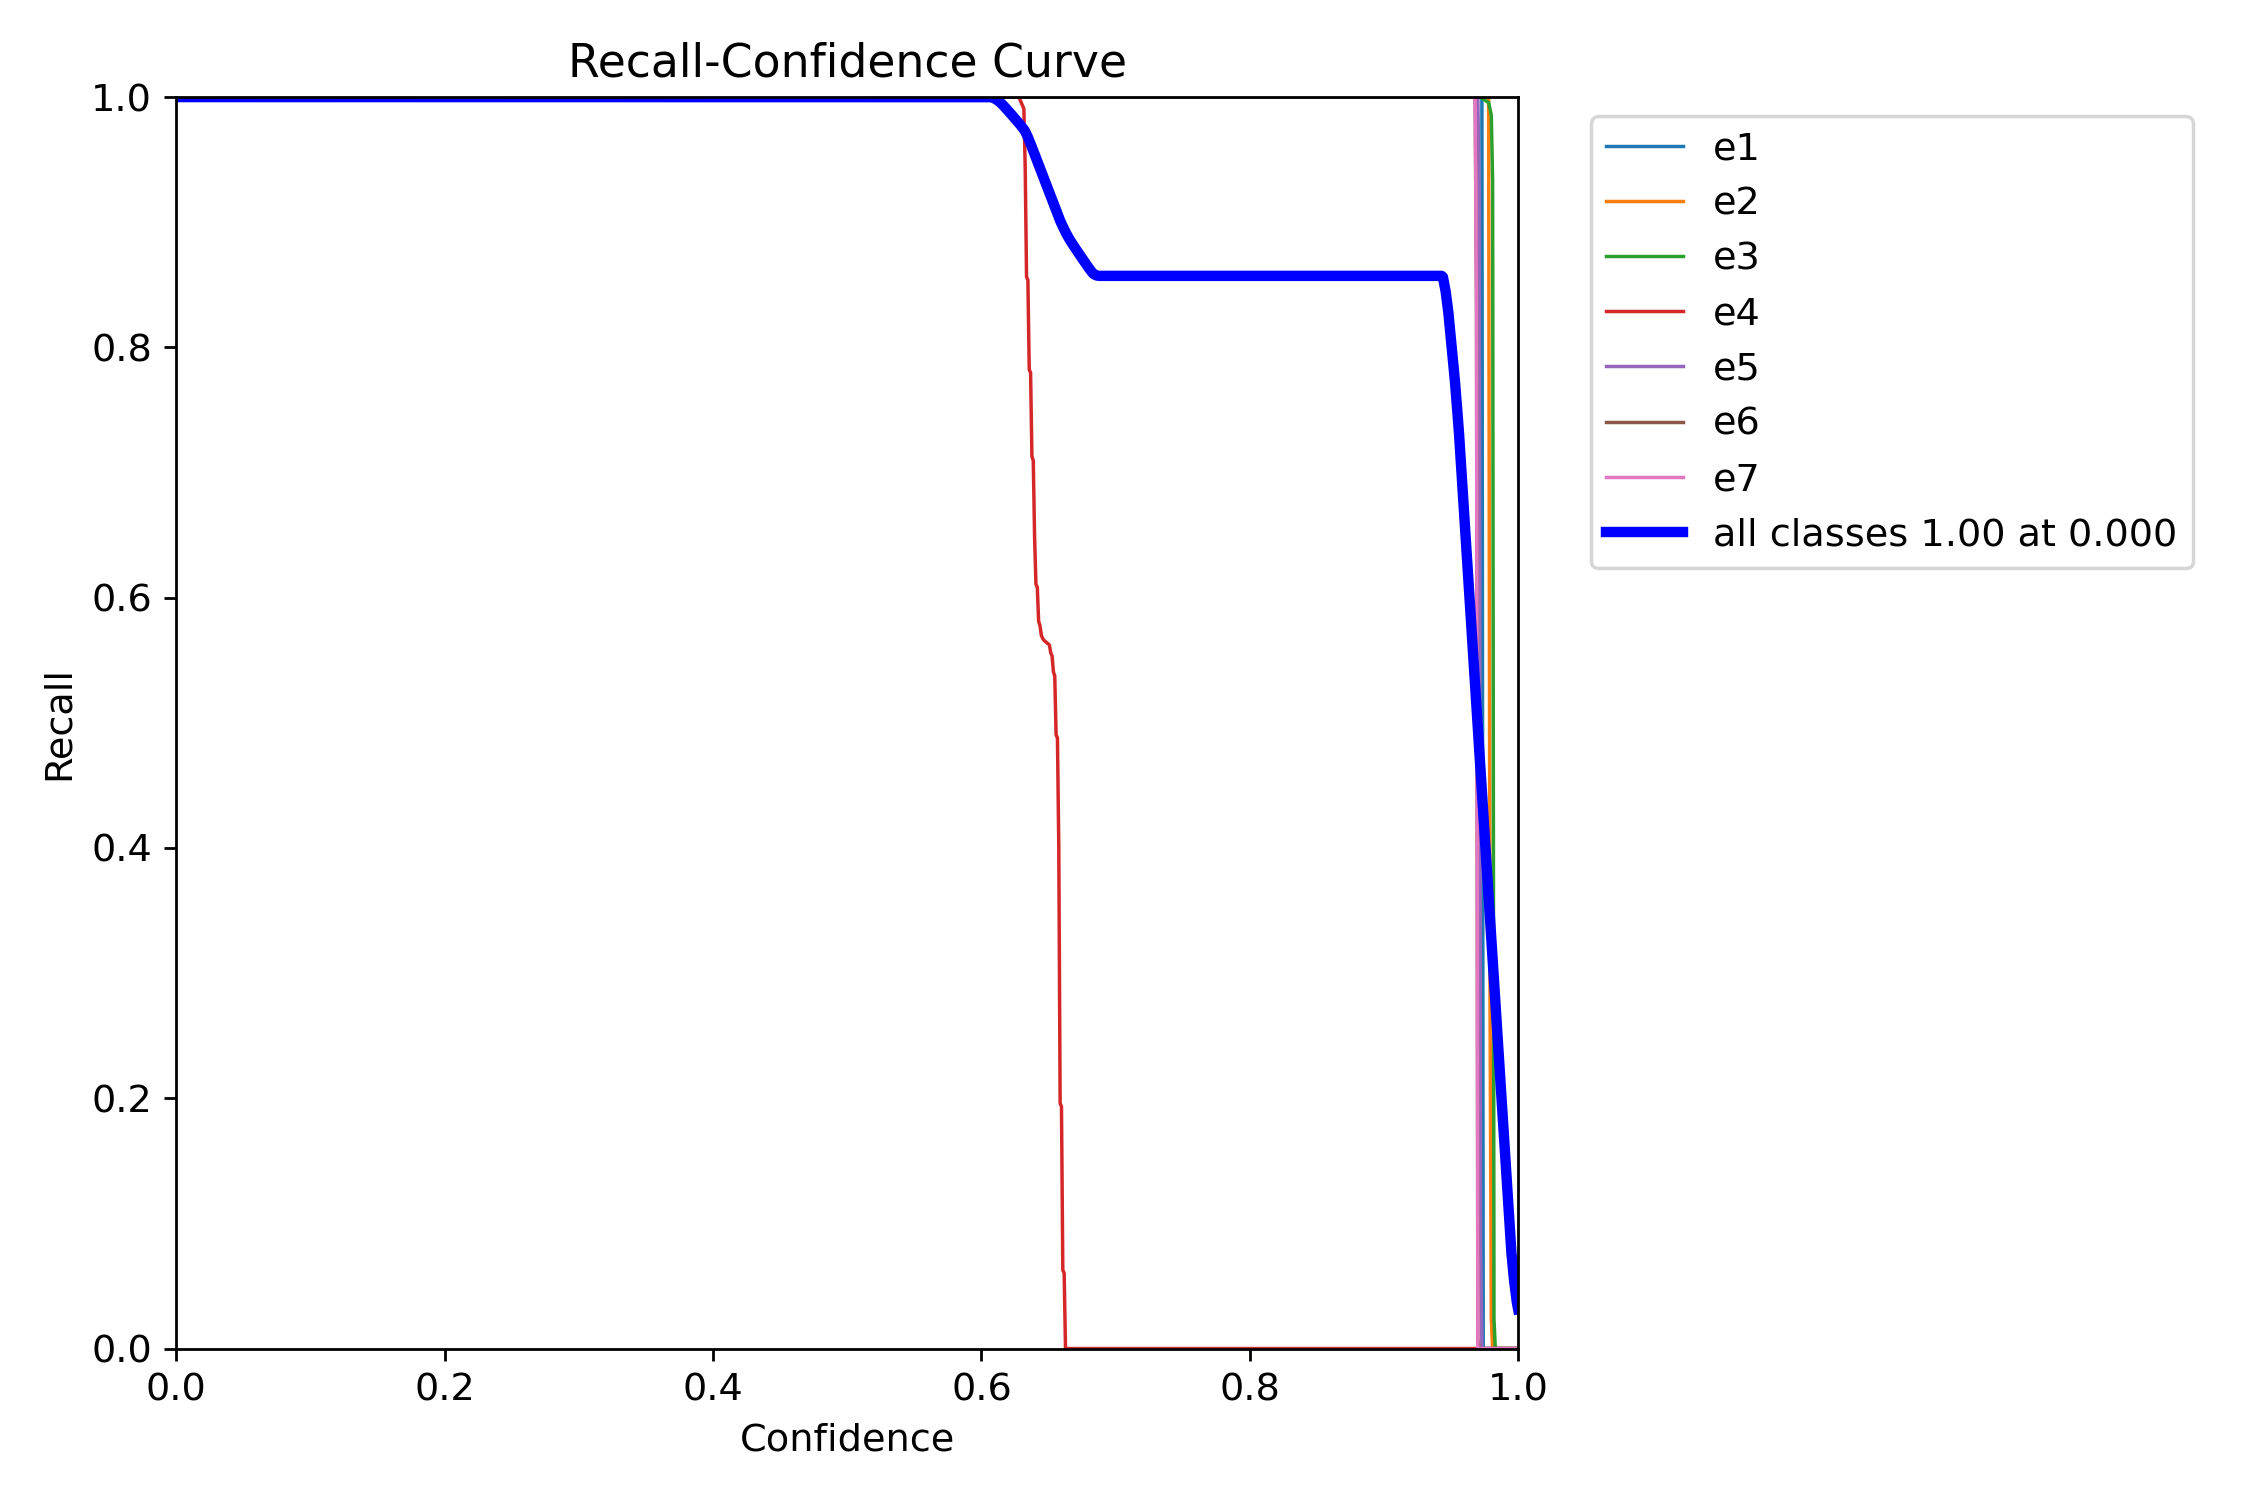 Recall-Confidence Curve
1.0
0.8
0.6
0.4
0.2
0.0
Recall
0.0 0.2 0.4 0.6 0.8 1.0
Confidence
e1
e2
e3
e4
e5
e6
e7
all classes 1.00 at 0.000